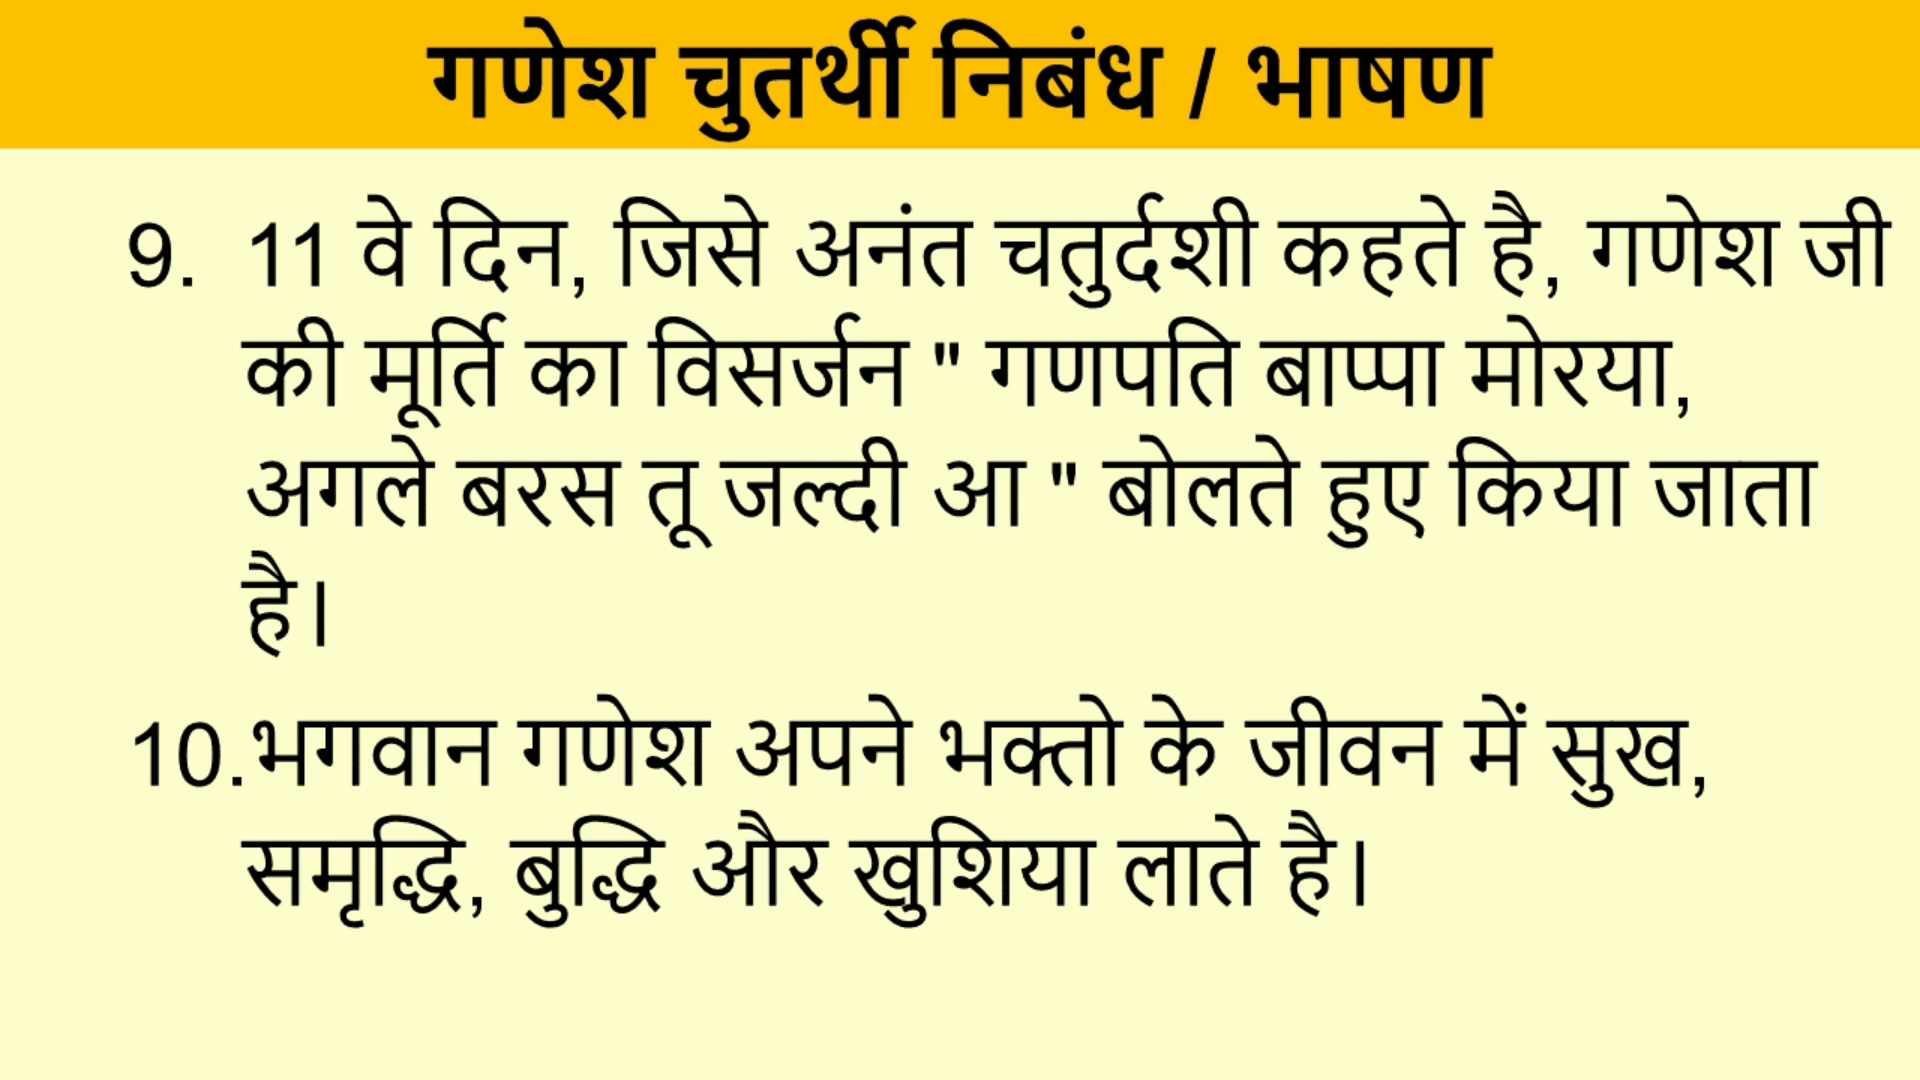 गणेश चुतर्थी निबंध / भाषण
9. 11 वे दिन, जिसे अनंत चतुर्दशी कहते है, गणेश जी
की मूर्ति का विसर्जन " गणपति बाप्पा मोरया,
अगले बरस तू जल्दी आ " बोलते हुए किया जाता
है।
10.भगवान गणेश अपने भक्तो के जीवन में सुख,
समृद्धि, बुद्धि और खुशिया लाते है।